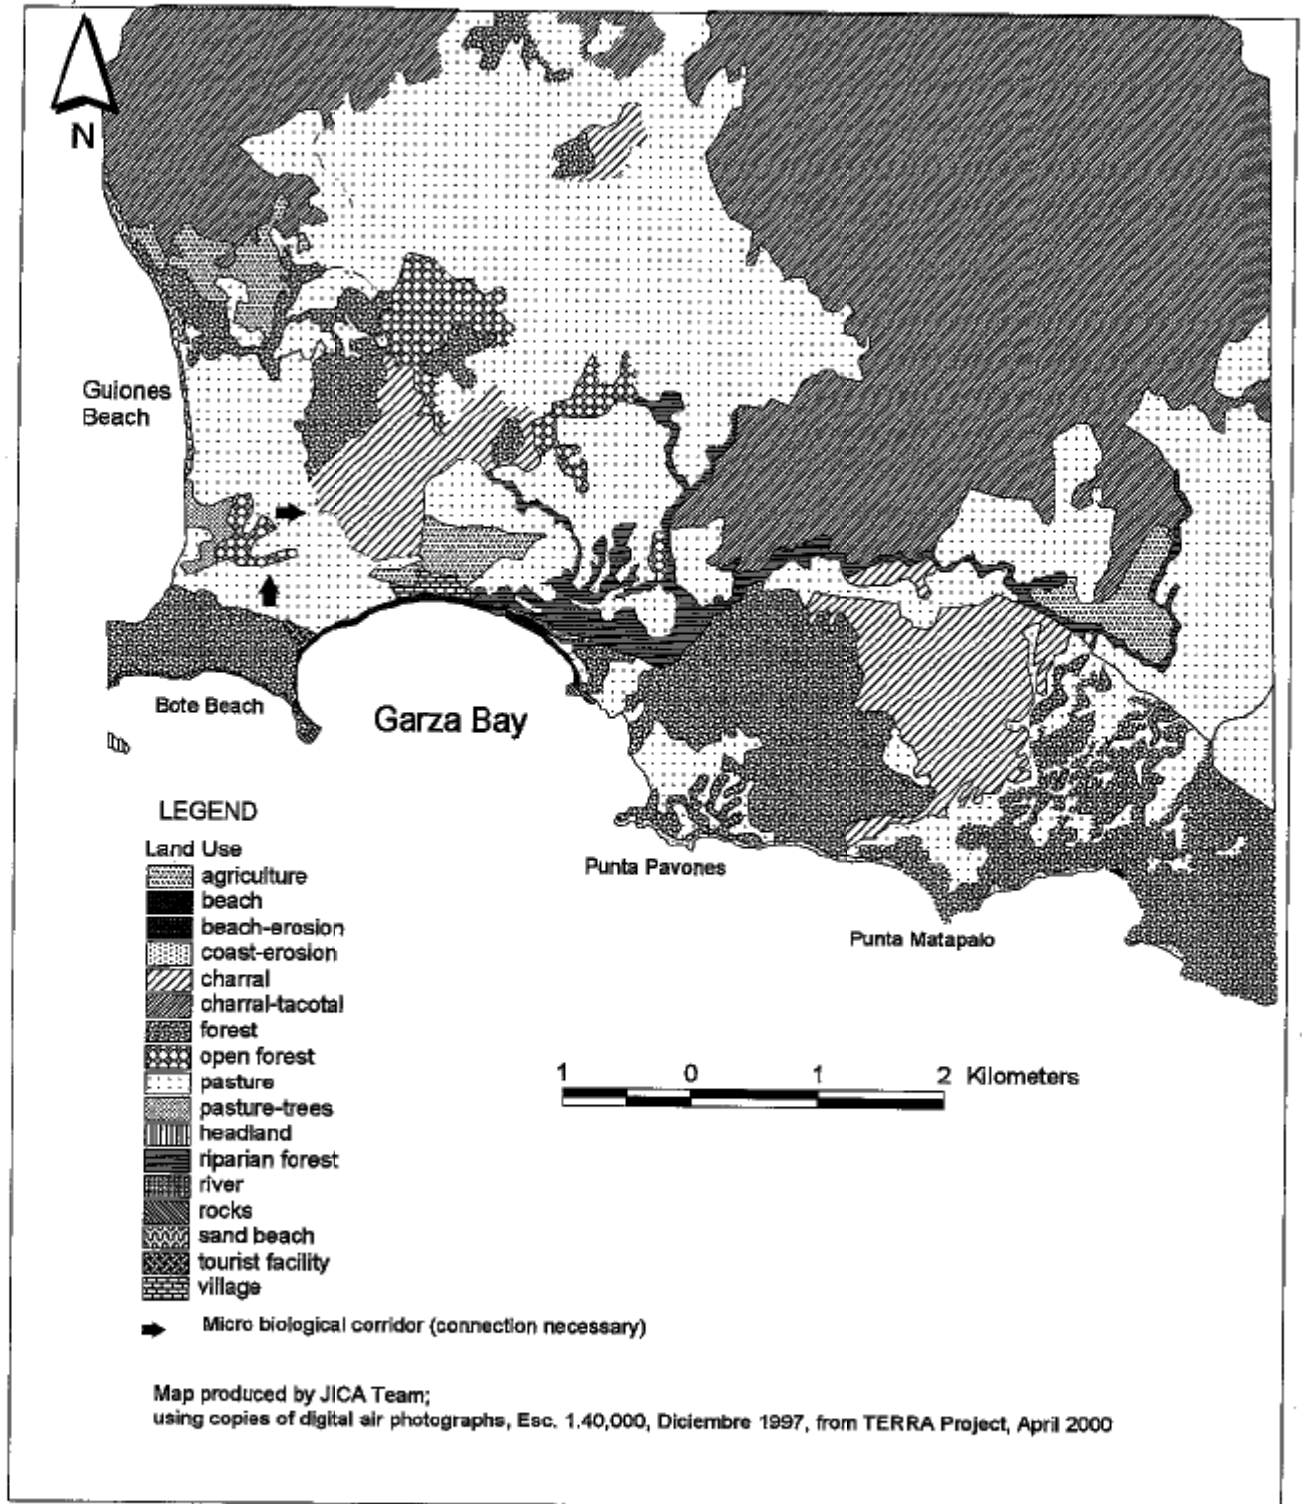 N
Guiones
Beach
Bote Beach
Garza Bay
Punta Pavones
Punta Matapalo
LEGEND
Land Use
agriculture
beach
beach-erosion
coast-erosion
charral
charral-tacotal
forest
open forest
pasture
pasture-trees
headland
riparian forest
river
rocks
sand beach
tourist facility
village
1 0 1 2 Kilometers
Micro biological corridor (connection necessary)
Map produced by JICA Team;
using copies of digital air photographs, Esc. 1.40,000, Diciembre 1997, from TERRA Project, April 2000